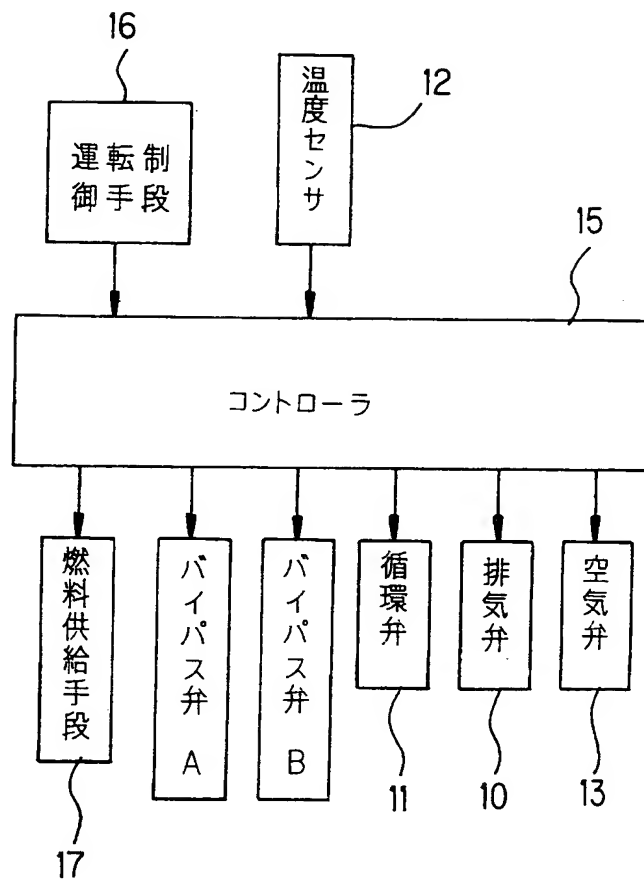 16
運転制
御手段
温度センサ
12
15
コントローラ
燃料供給手段
バイパス弁 A
バイパス弁 B
循環弁
排気弁
空気弁
17
11
10
13